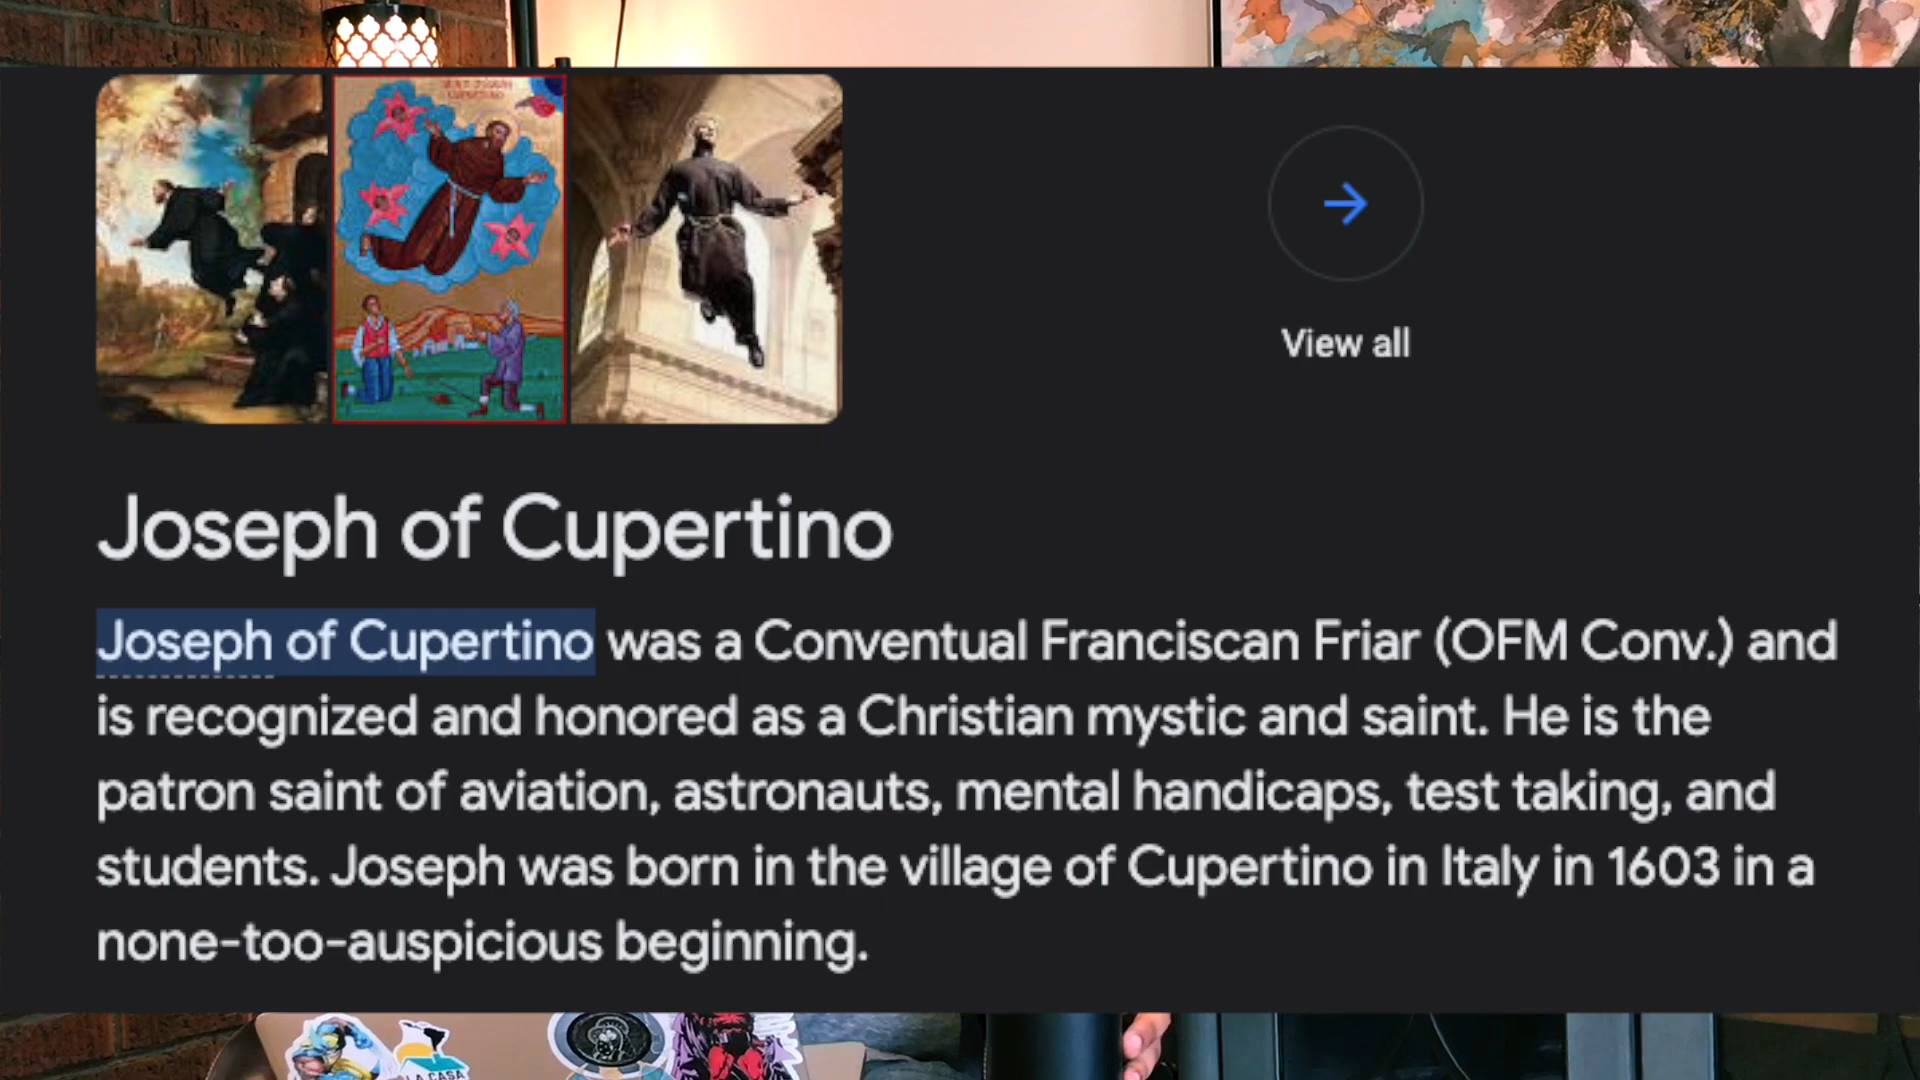 View all
Joseph of Cupertino
Joseph of Cupertino was a Conventual Franciscan Friar (OFM Conv.) and
is recognized and honored as a Christian mystic and saint. He is the
patron saint of aviation, astronauts, mental handicaps, test taking, and
students. Joseph was born in the village of Cupertino in Italy in 1603 in a
none-too-auspicious beginning.
LA CASA